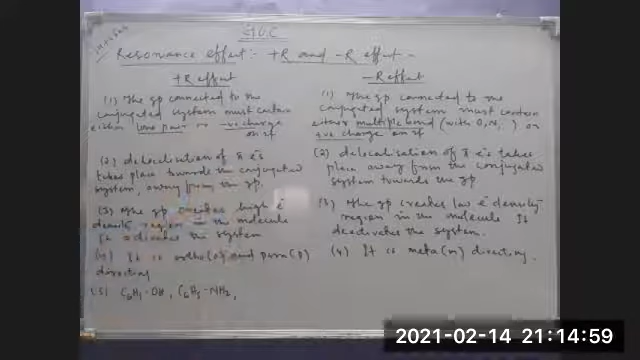 G.O.C
Resonance effect:- +R and -R effect -
+R effect
(1) The gp connected to the
conjugated system must contain
either lone pair or -ve charge
on it
(2) delocalisation of π e's
takes place towards the conjugated
system, away from the gp.
(3) The gp creates high e
density region in the molecule
It activates the system
(4) It is ortho(o) and para(p)
directing
(5) C6H5-OH, C6H5-NH2,
-R effect
(1) The gp connected to the
conjugated system must contain
either multiple bond (with O, N, ) or
+ve charge on it
(2) delocalisation of π e's takes
place away from the conjugated
system towards the gp
(3) The gp creates low e density
region in the molecule It
deactivates the system.
(4) It is meta(m) directing.
2021-02-14 21:14:59